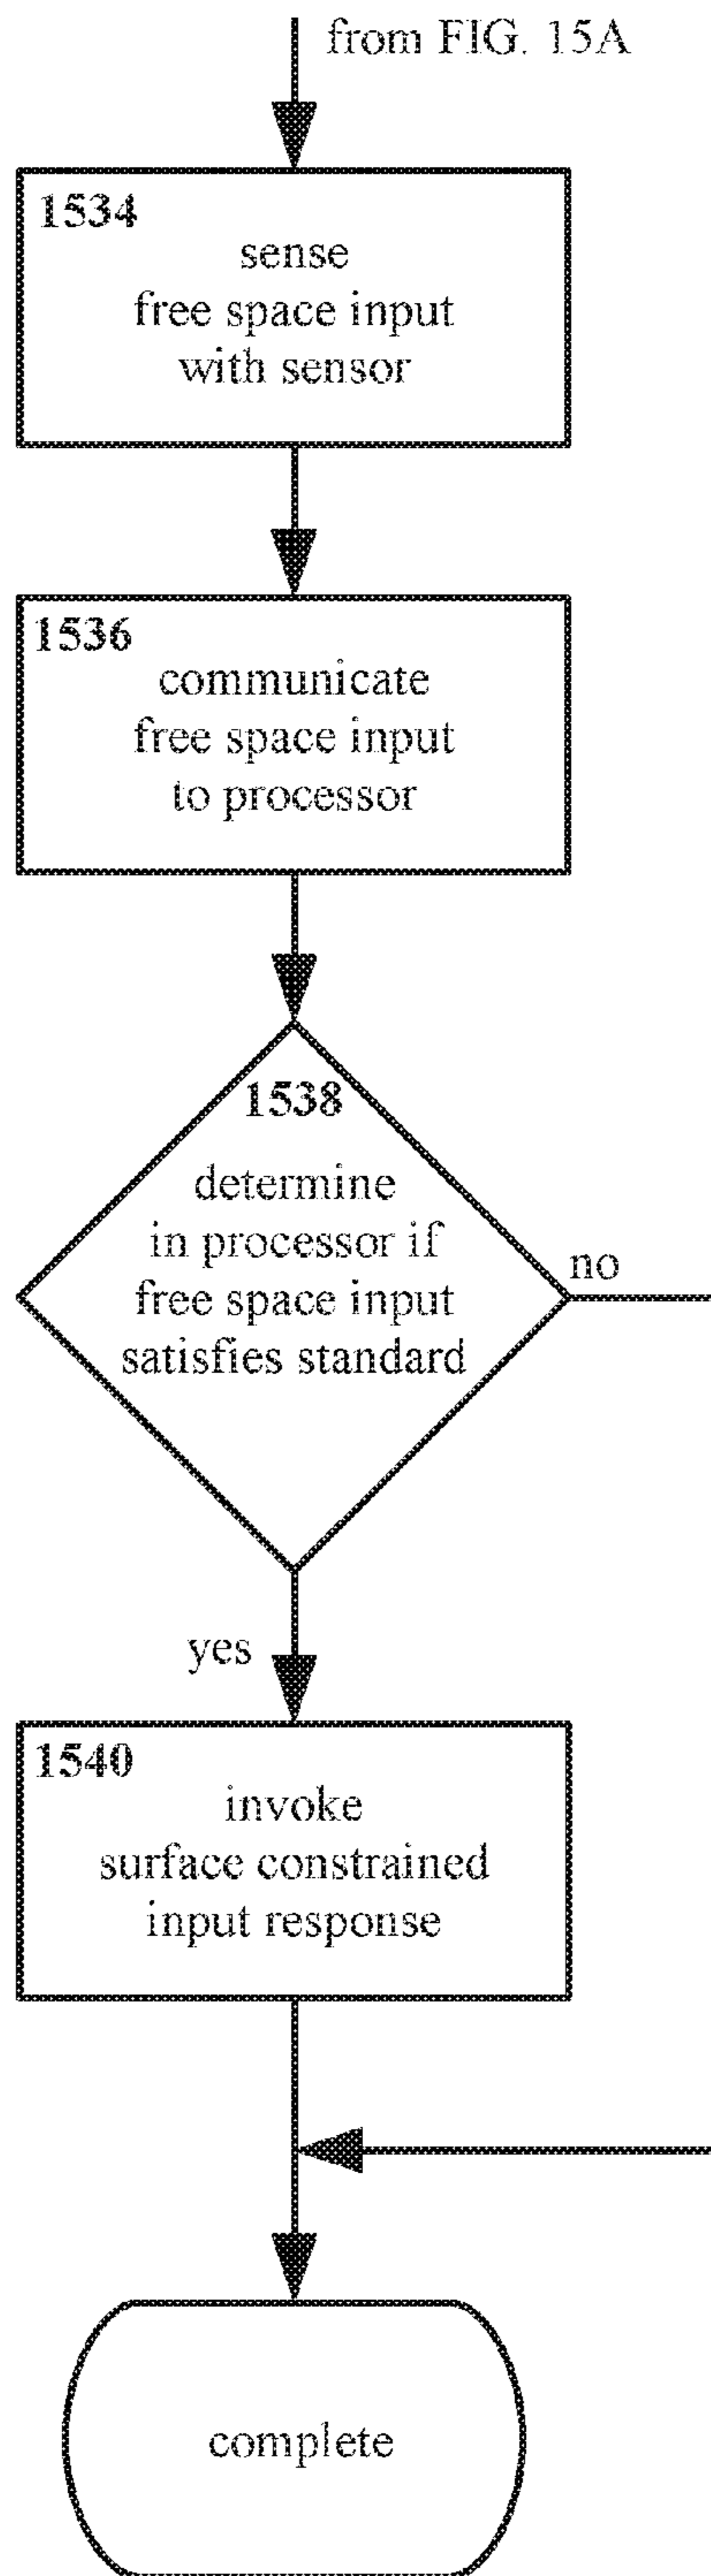 from FIG. 15A
1534
sense
free space input
with sensor
1536
communicate
free space input
to processor
1538
determine
in processor if
free space input
satisfies standard
no
yes
1540
invoke
surface constrained
input response
complete